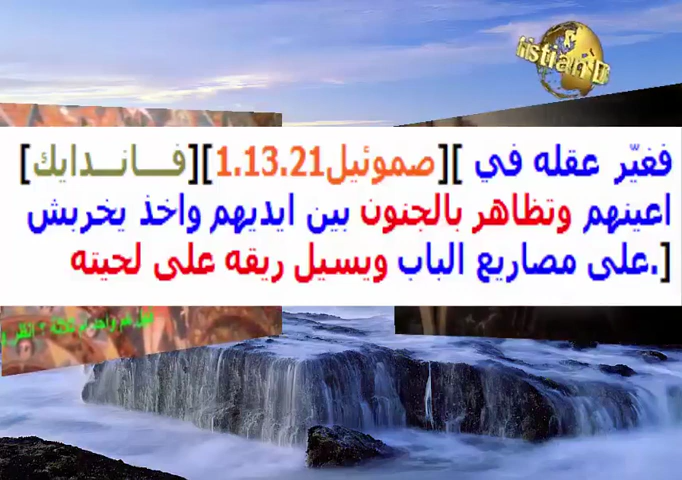 فغيّر عقله في [][صموئيل1.13.21][فــانــدايك]
اعينهم وتظاهر بالجنون بين ايديهم واخذ يخربش
على مصاريع الباب ويسيل ريقه على لحيته.]